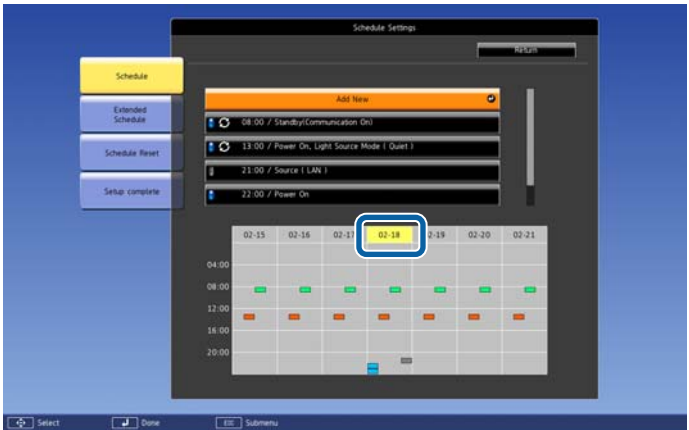 Schedule Settings
Return
Schedule
Extended
Schedule
Schedule Reset
Setup complete
Add New
08:00 / Standby(Communication On)
13:00 / Power On, Light Source Mode ( Quiet )
21:00 / Source ( LAN )
22:00 / Power On
02-15 02-16 02-17 02-18 02-19 02-20 02-21
04:00
08:00
12:00
16:00
20:00
Select Done Esc Submenu